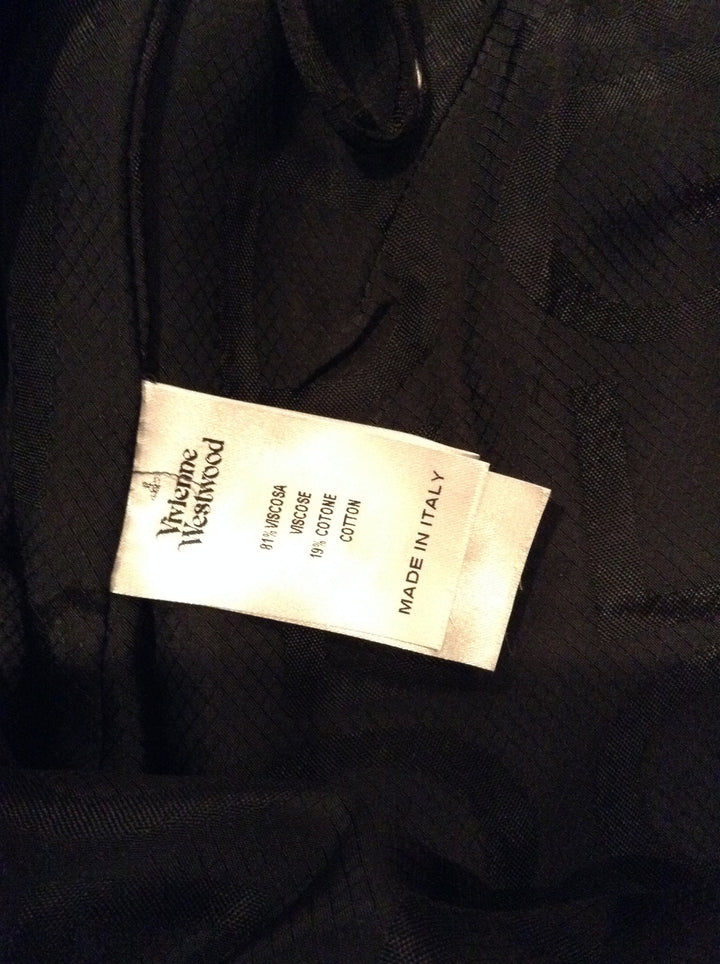 Vivienne
Westwood
81% VISCOSA
VISCOSE
19% COTONE
COTTON
MADE IN ITALY